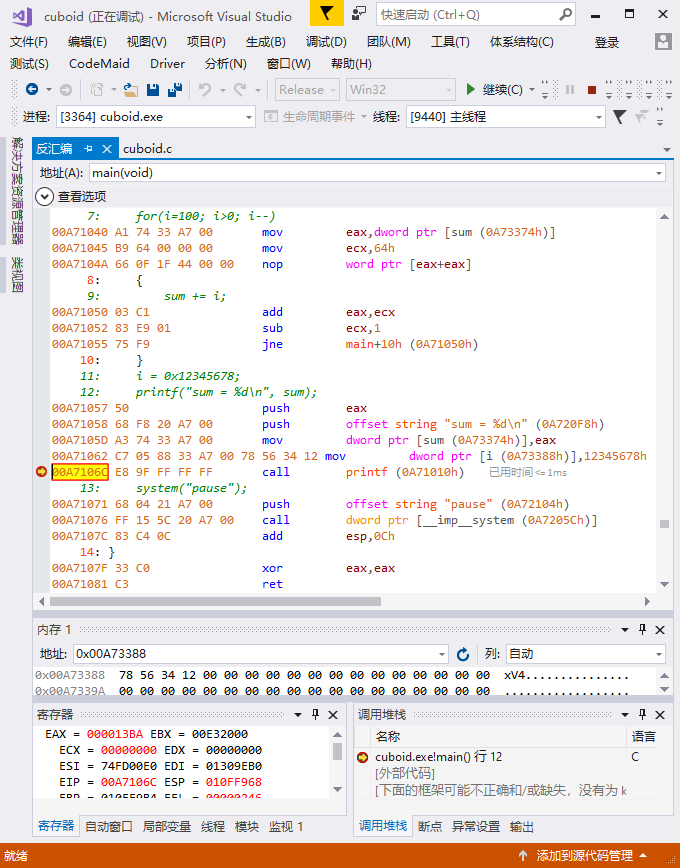 cuboid (正在调试) - Microsoft Visual Studio
快速启动 (Ctrl+Q)
文件(F) 编辑(E) 视图(V) 项目(P) 生成(B) 调试(D) 团队(M) 工具(T) 体系结构(C) 登录
测试(S) CodeMaid Driver 分析(N) 窗口(W) 帮助(H)
Release Win32 继续(C)
进程: [3364] cuboid.exe 生命周期事件 线程: [9440] 主线程
解决方案资源管理器
类视图
反汇编 cuboid.c
地址(A): main(void)
查看选项
7: for(i=100; i>0; i--)
00A71040 A1 74 33 A7 00 mov eax,dword ptr [sum (0A73374h)]
00A71045 B9 64 00 00 00 mov ecx,64h
00A7104A 66 0F 1F 44 00 00 nop word ptr [eax+eax]
8: {
9: sum += i;
00A71050 03 C1 add eax,ecx
00A71052 83 E9 01 sub ecx,1
00A71055 75 F9 jne main+10h (0A71050h)
10: }
11: i = 0x12345678;
12: printf("sum = %d\n", sum);
00A71057 50 push eax
00A71058 68 F8 20 A7 00 push offset string "sum = %d\n" (0A720F8h)
00A7105D A3 74 33 A7 00 mov dword ptr [sum (0A73374h)],eax
00A71062 C7 05 88 33 A7 00 78 56 34 12 mov dword ptr [i (0A73388h)],12345678h
00A7106C E8 9F FF FF FF call printf (0A71010h) 已用时间<=1ms
13: system("pause");
00A71071 68 04 21 A7 00 push offset string "pause" (0A72104h)
00A71076 FF 15 5C 20 A7 00 call dword ptr [__imp__system (0A7205Ch)]
00A7107C 83 C4 0C add esp,0Ch
14: }
00A7107F 33 C0 xor eax,eax
00A71081 C3 ret
内存 1
地址: 0x00A73388 列: 自动
0x00A73388 78 56 34 12 00 00 00 00 00 00 00 00 00 00 00 00 00 00 xV4...............
0x00A7339A 00 00 00 00 00 00 00 00 00 00 00 00 00 00 00 00 00 00 ..................
寄存器
EAX = 000013BA EBX = 00E32000
ECX = 00000000 EDX = 00000000
ESI = 74FD00E0 EDI = 01309EB0
EIP = 00A7106C ESP = 010FF968
寄存器 自动窗口 局部变量 线程 模块 监视 1
调用堆栈
名称 语言
cuboid.exe!main() 行 12 C
[外部代码]
[下面的框架可能不正确和/或缺失，没有为 k
调用堆栈 断点 异常设置 输出
就绪 添加到源代码管理